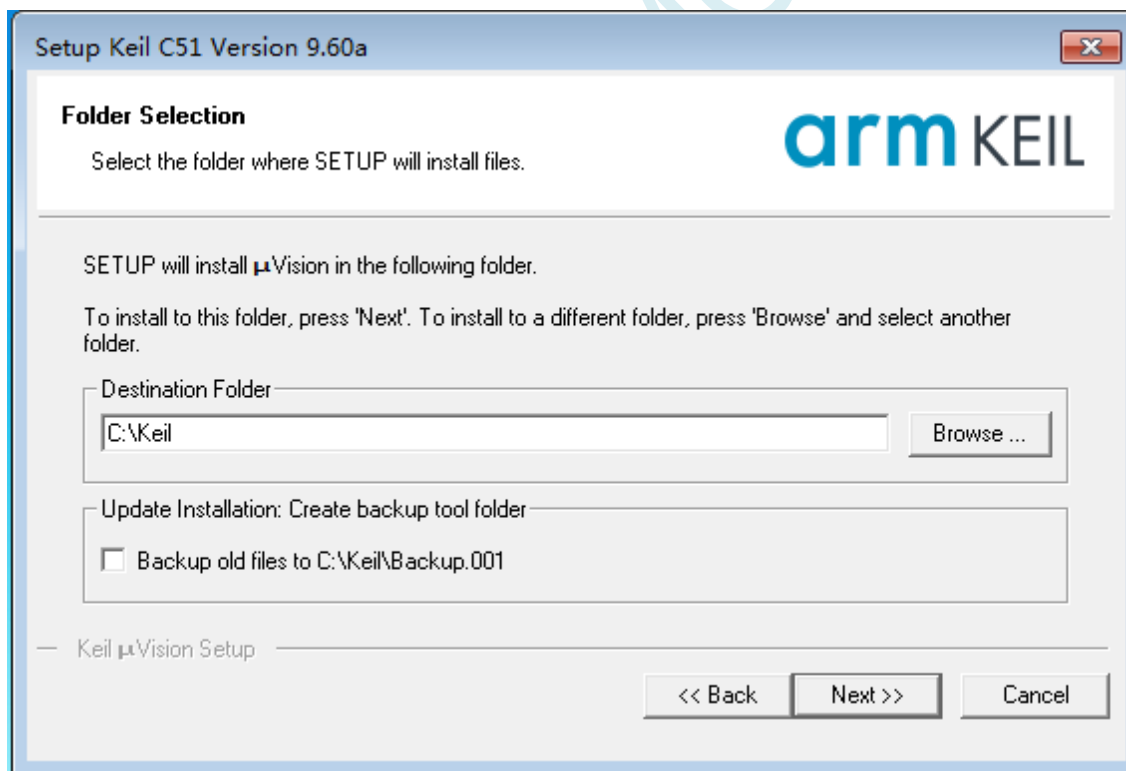 Setup Keil C51 Version 9.60a
Folder Selection
Select the folder where SETUP will install files.
arm KEIL
SETUP will install µVision in the following folder.
To install to this folder, press 'Next'. To install to a different folder, press 'Browse' and select another
folder.
Destination Folder
C:\Keil
Browse ...
Update Installation: Create backup tool folder
Backup old files to C:\Keil\Backup.001
Keil µVision Setup
<< Back
Next >>
Cancel